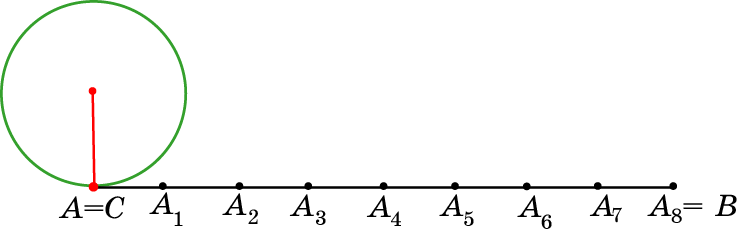 A=C A₁ A₂ A₃ A₄ A₅ A₆ A₇ A₈= B